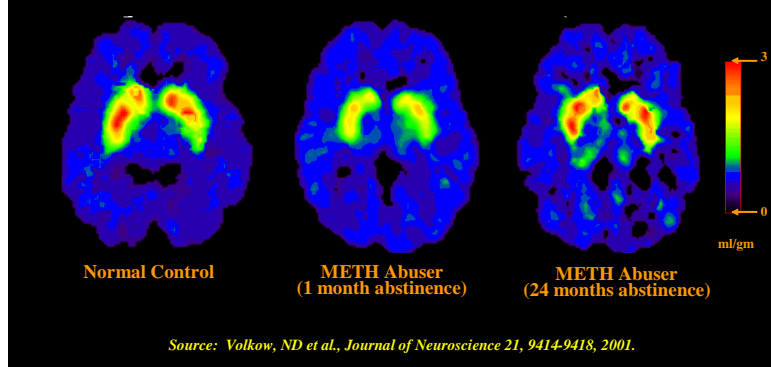 3
0
ml/gm
Normal Control
METH Abuser
(1 month abstinence)
METH Abuser
(24 months abstinence)
Source: Volkow, ND et al., Journal of Neuroscience 21, 9414-9418, 2001.